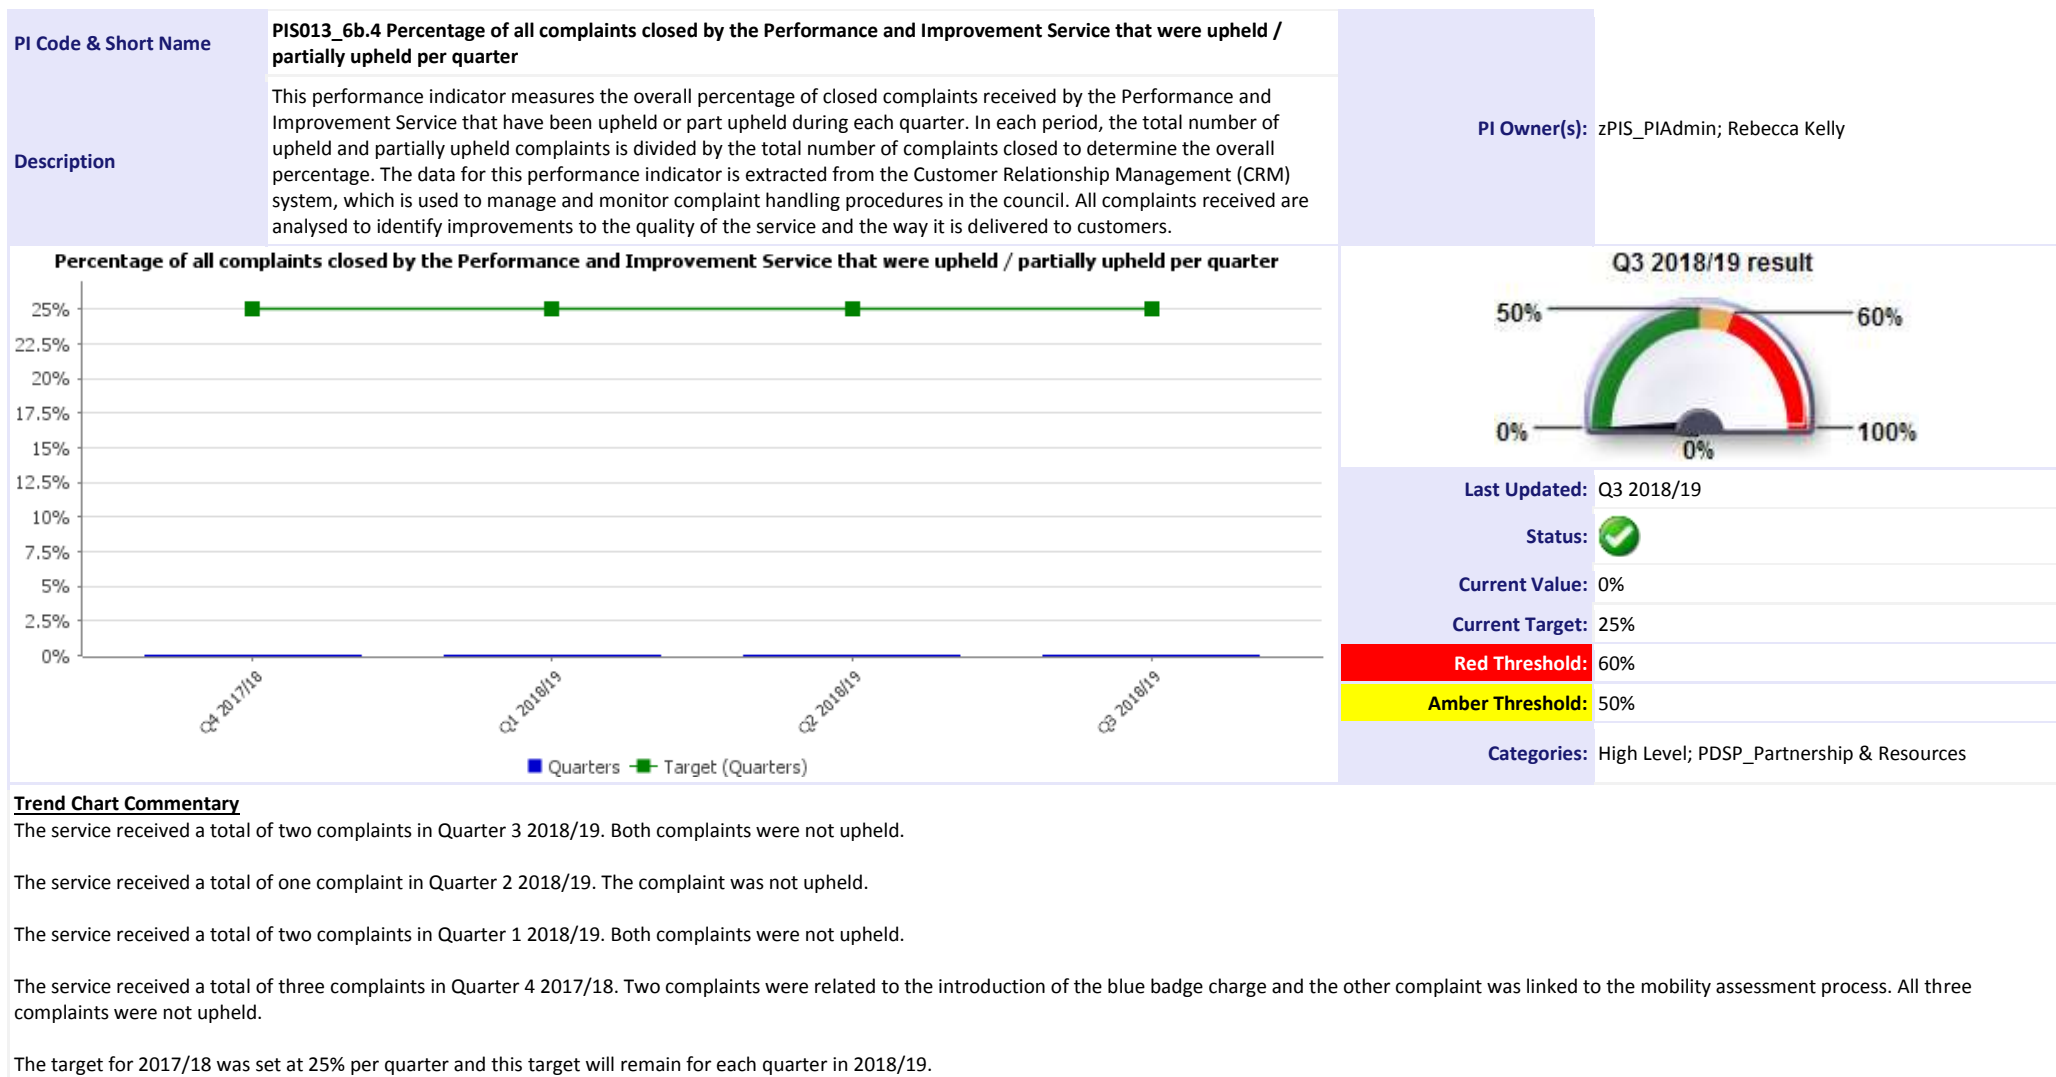 PI Code & Short Name
PIS013_6b.4 Percentage of all complaints closed by the Performance and Improvement Service that were upheld /
partially upheld per quarter
Description
This performance indicator measures the overall percentage of closed complaints received by the Performance and
Improvement Service that have been upheld or part upheld during each quarter. In each period, the total number of
upheld and partially upheld complaints is divided by the total number of complaints closed to determine the overall
percentage. The data for this performance indicator is extracted from the Customer Relationship Management (CRM)
system, which is used to manage and monitor complaint handling procedures in the council. All complaints received are
analysed to identify improvements to the quality of the service and the way it is delivered to customers.
PI Owner(s): zPIS_PIAdmin; Rebecca Kelly
Percentage of all complaints closed by the Performance and Improvement Service that were upheld / partially upheld per quarter
25%
22.5%
20%
17.5%
15%
12.5%
10%
7.5%
5%
2.5%
0%
Q4 2017/18
Q1 2018/19
Q2 2018/19
Q3 2018/19
Quarters
Target (Quarters)
Q3 2018/19 result
50%
60%
0%
100%
0%
Last Updated: Q3 2018/19
Status:
Current Value: 0%
Current Target: 25%
Red Threshold: 60%
Amber Threshold: 50%
Categories: High Level; PDSP_Partnership & Resources
Trend Chart Commentary
The service received a total of two complaints in Quarter 3 2018/19. Both complaints were not upheld.
The service received a total of one complaint in Quarter 2 2018/19. The complaint was not upheld.
The service received a total of two complaints in Quarter 1 2018/19. Both complaints were not upheld.
The service received a total of three complaints in Quarter 4 2017/18. Two complaints were related to the introduction of the blue badge charge and the other complaint was linked to the mobility assessment process. All three
complaints were not upheld.
The target for 2017/18 was set at 25% per quarter and this target will remain for each quarter in 2018/19.